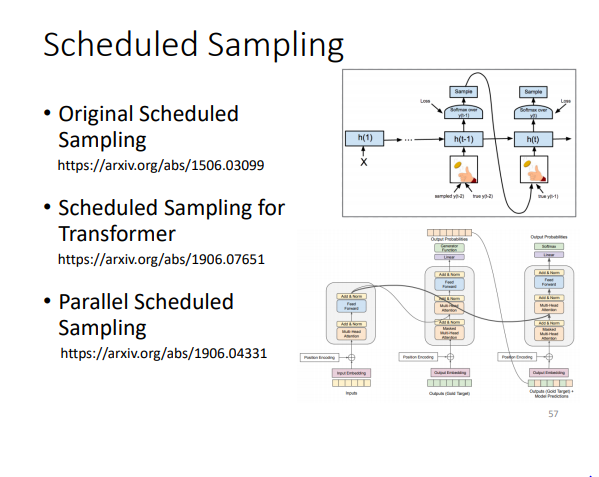 Scheduled Sampling
• Original Scheduled
Sampling
https://arxiv.org/abs/1506.03099
• Scheduled Sampling for
Transformer
https://arxiv.org/abs/1906.07651
• Parallel Scheduled
Sampling
https://arxiv.org/abs/1906.04331
Sample
Sample
Loss
Loss
Softmax over
y(t-1)
Softmax over
y(t)
h(1)
...
h(t-1)
h(t)
X
sampled y(t-2)
true y(t-2)
true y(t-1)
Output Probabilities
Generator
Function
Linear
Add & Norm
Feed
Forward
Add & Norm
Multi-Head
Attention
Add & Norm
Masked
Multi-Head
Attention
Position Encoding
Output Embedding
Outputs (Gold Target)
Output Probabilities
Softmax
Linear
Add & Norm
Feed
Forward
Add & Norm
Multi-Head
Attention
Add & Norm
Masked
Multi-Head
Attention
Position Encoding
Output Embedding
Outputs (Gold Target) +
Model Predictions
Add & Norm
Feed
Forward
Add & Norm
Multi-Head
Attention
Position Encoding
Input Embedding
Inputs
57